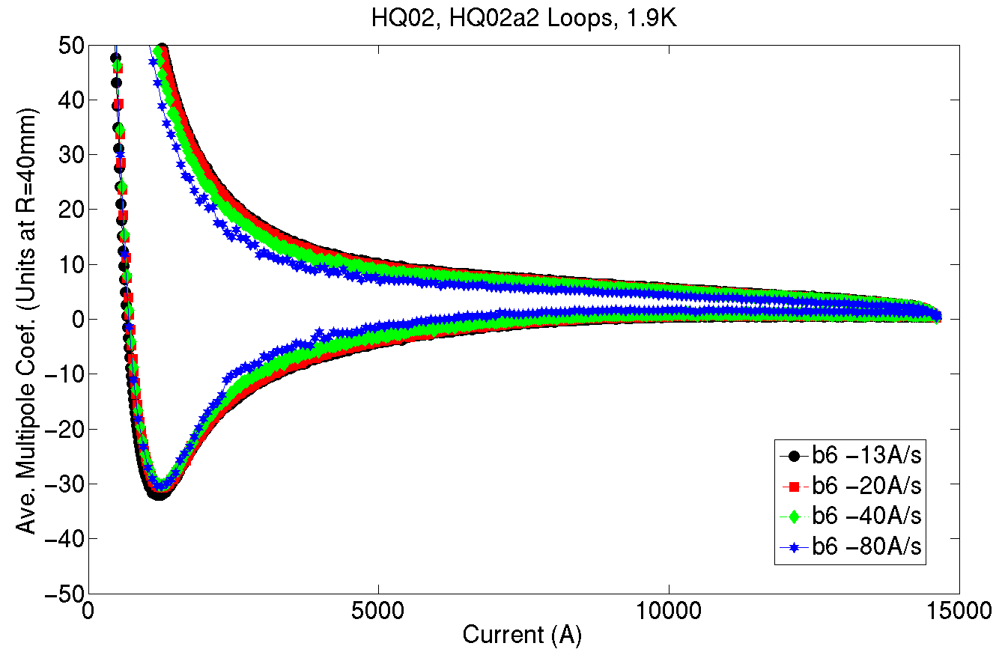 HQ02, HQ02a2 Loops, 1.9K
Ave. Multipole Coef. (Units at R=40mm)
50
40
30
20
10
0
−10
−20
−30
−40
−50
b6 −13A/s
b6 −20A/s
b6 −40A/s
b6 −80A/s
0
5000
10000
15000
Current (A)